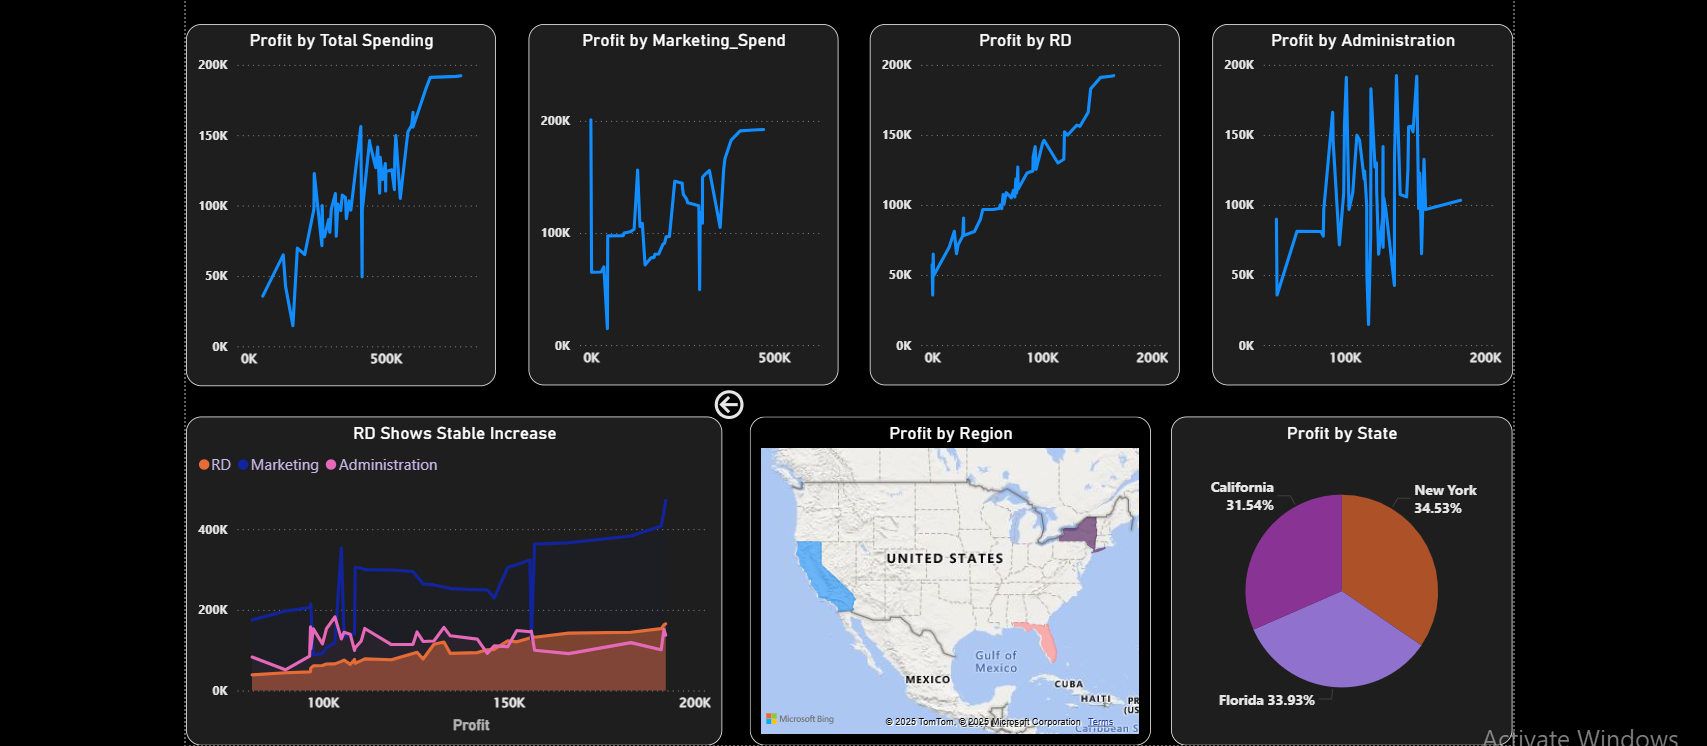 Profit by Total Spending
200K
150K
100K
50K
0K
0K
500K
Profit by Marketing_Spend
200K
100K
0K
0K
500K
Profit by RD
200K
150K
100K
50K
0K
0K
100K
200K
Profit by Administration
200K
150K
100K
50K
0K
100K
200K
RD Shows Stable Increase
RD Marketing Administration
400K
200K
0K
100K
150K
200K
Profit
Profit by Region
UNITED STATES
Gulf of
Mexico
MEXICO
CUBA
HAITI
PR
(US
Caribbean S
Microsoft Bing
© 2025 TomTom, © 2025 Microsoft Corporation Terms
Profit by State
California
31.54%
New York
34.53%
Florida 33.93%
Activate Windows